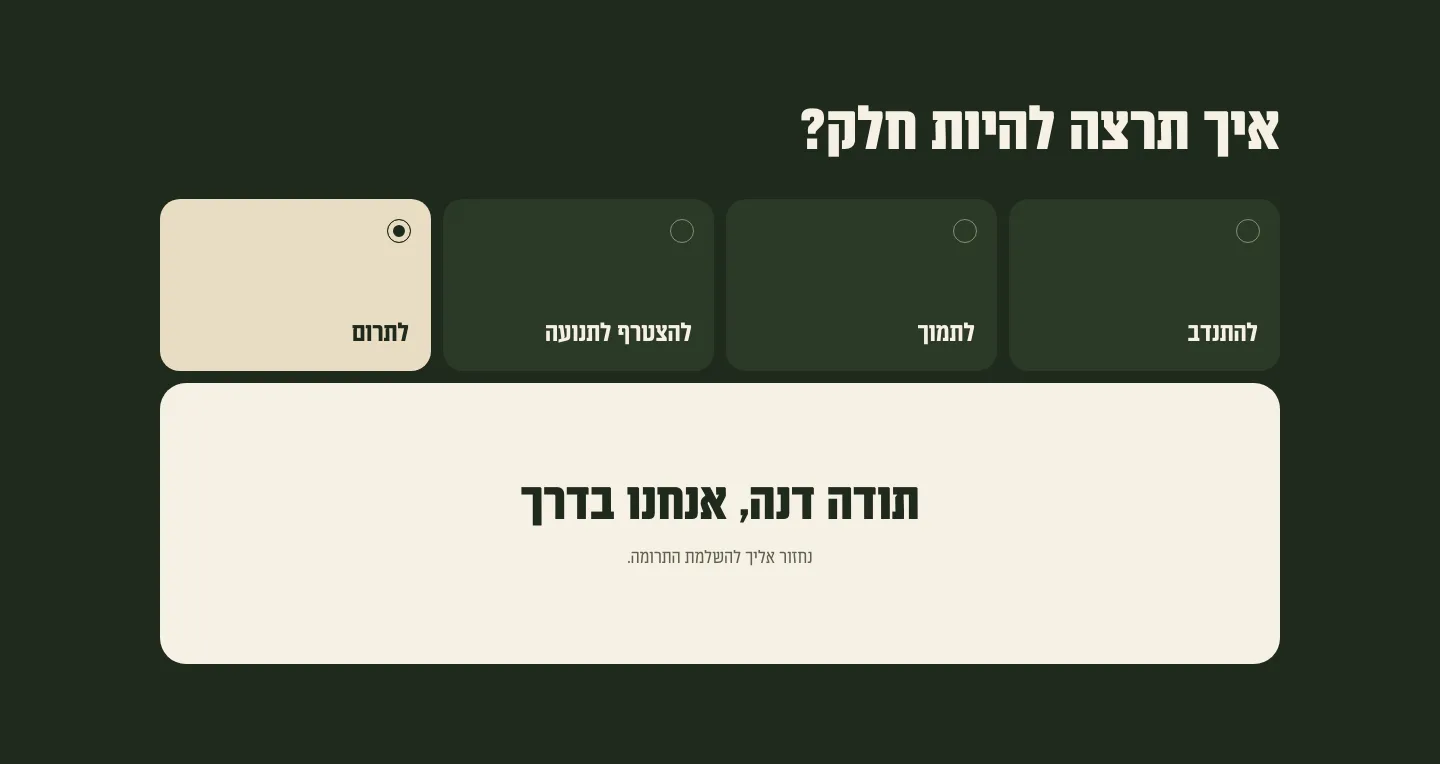 איך תרצה להיות חלק?
להתנדב
לתמוך
להצטרף לתנועה
לתרום
תודה דנה, אנחנו בדרך
נחזור אליך להשלמת התרומה.